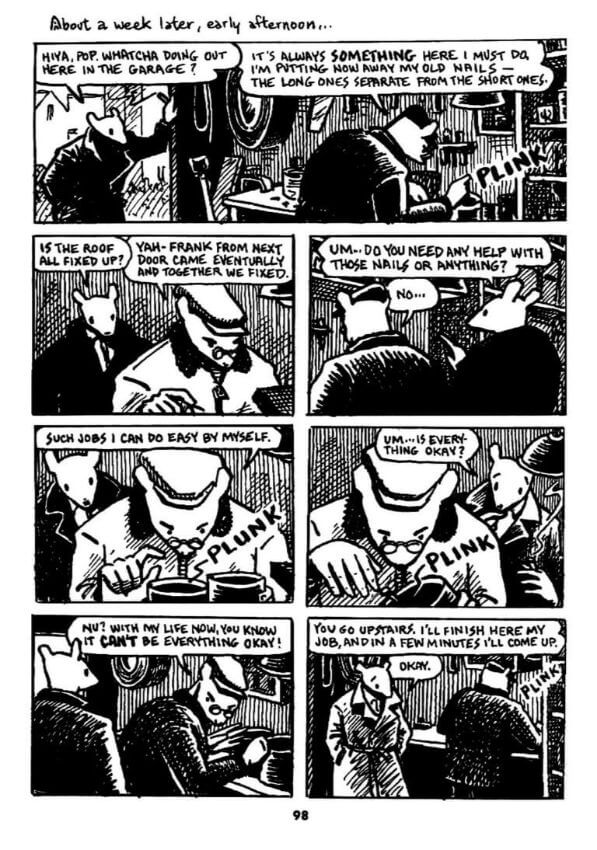 About a week later, early afternoon...
HIYA, POP. WHATCHA DOING OUT
HERE IN THE GARAGE?
IT'S ALWAYS SOMETHING HERE I MUST DO,
I'M PUTTING NOW AWAY MY OLD NAILS —
THE LONG ONES SEPARATE FROM THE SHORT ONES.
PLINK
IS THE ROOF
ALL FIXED UP?
YAH- FRANK FROM NEXT
DOOR CAME EVENTUALLY
AND TOGETHER WE FIXED.
UM... DO YOU NEED ANY HELP WITH
THOSE NAILS OR ANYTHING?
NO...
SUCH JOBS I CAN DO EASY BY MYSELF.
PLUNK
UM... IS EVERY-
THING OKAY?
PLINK
NU? WITH MY LIFE NOW, YOU KNOW
IT CAN'T BE EVERYTHING OKAY!
YOU GO UPSTAIRS. I'LL FINISH HERE MY
JOB, AND IN A FEW MINUTES I'LL COME UP.
OKAY.
PLINK
98